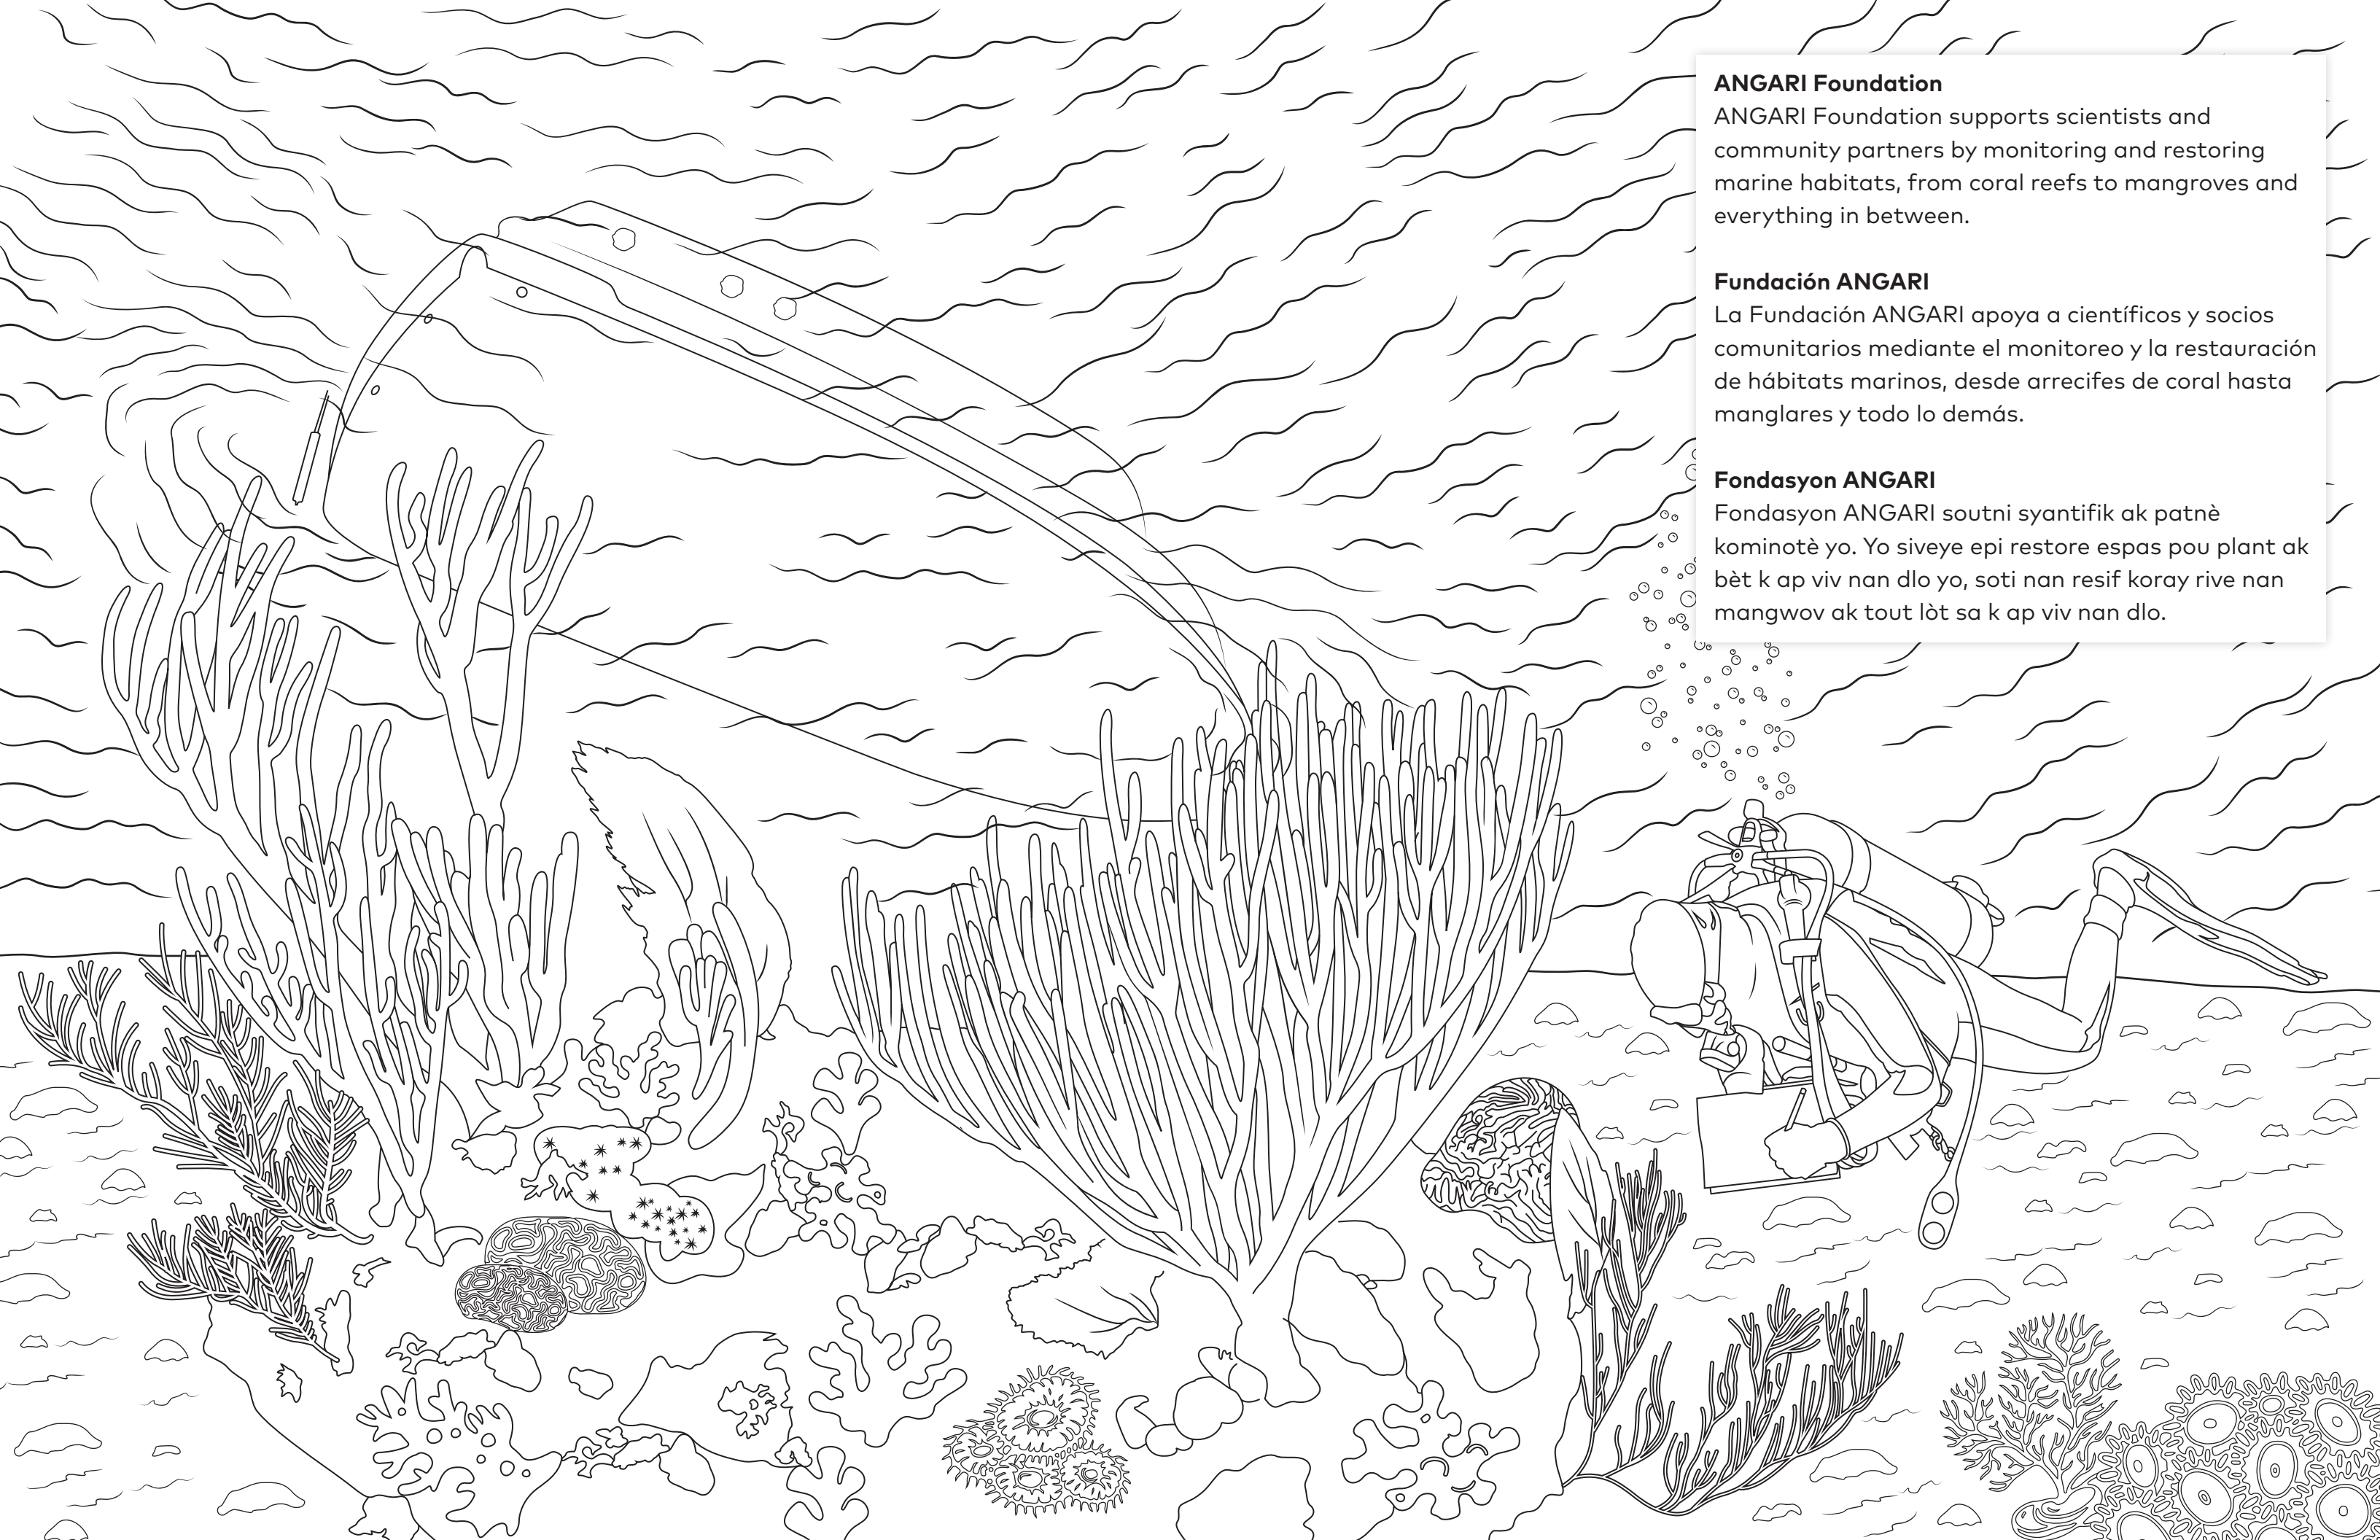 ANGARI Foundation
ANGARI Foundation supports scientists and
community partners by monitoring and restoring
marine habitats, from coral reefs to mangroves and
everything in between.
Fundación ANGARI
La Fundación ANGARI apoya a científicos y socios
comunitarios mediante el monitoreo y la restauración
de hábitats marinos, desde arrecifes de coral hasta
manglares y todo lo demás.
Fondasyon ANGARI
Fondasyon ANGARI soutni syantifik ak patnè
kominotè yo. Yo siveye epi restore espas pou plant ak
bèt k ap viv nan dlo yo, soti nan resif koray rive nan
mangwov ak tout lòt sa k ap viv nan dlo.